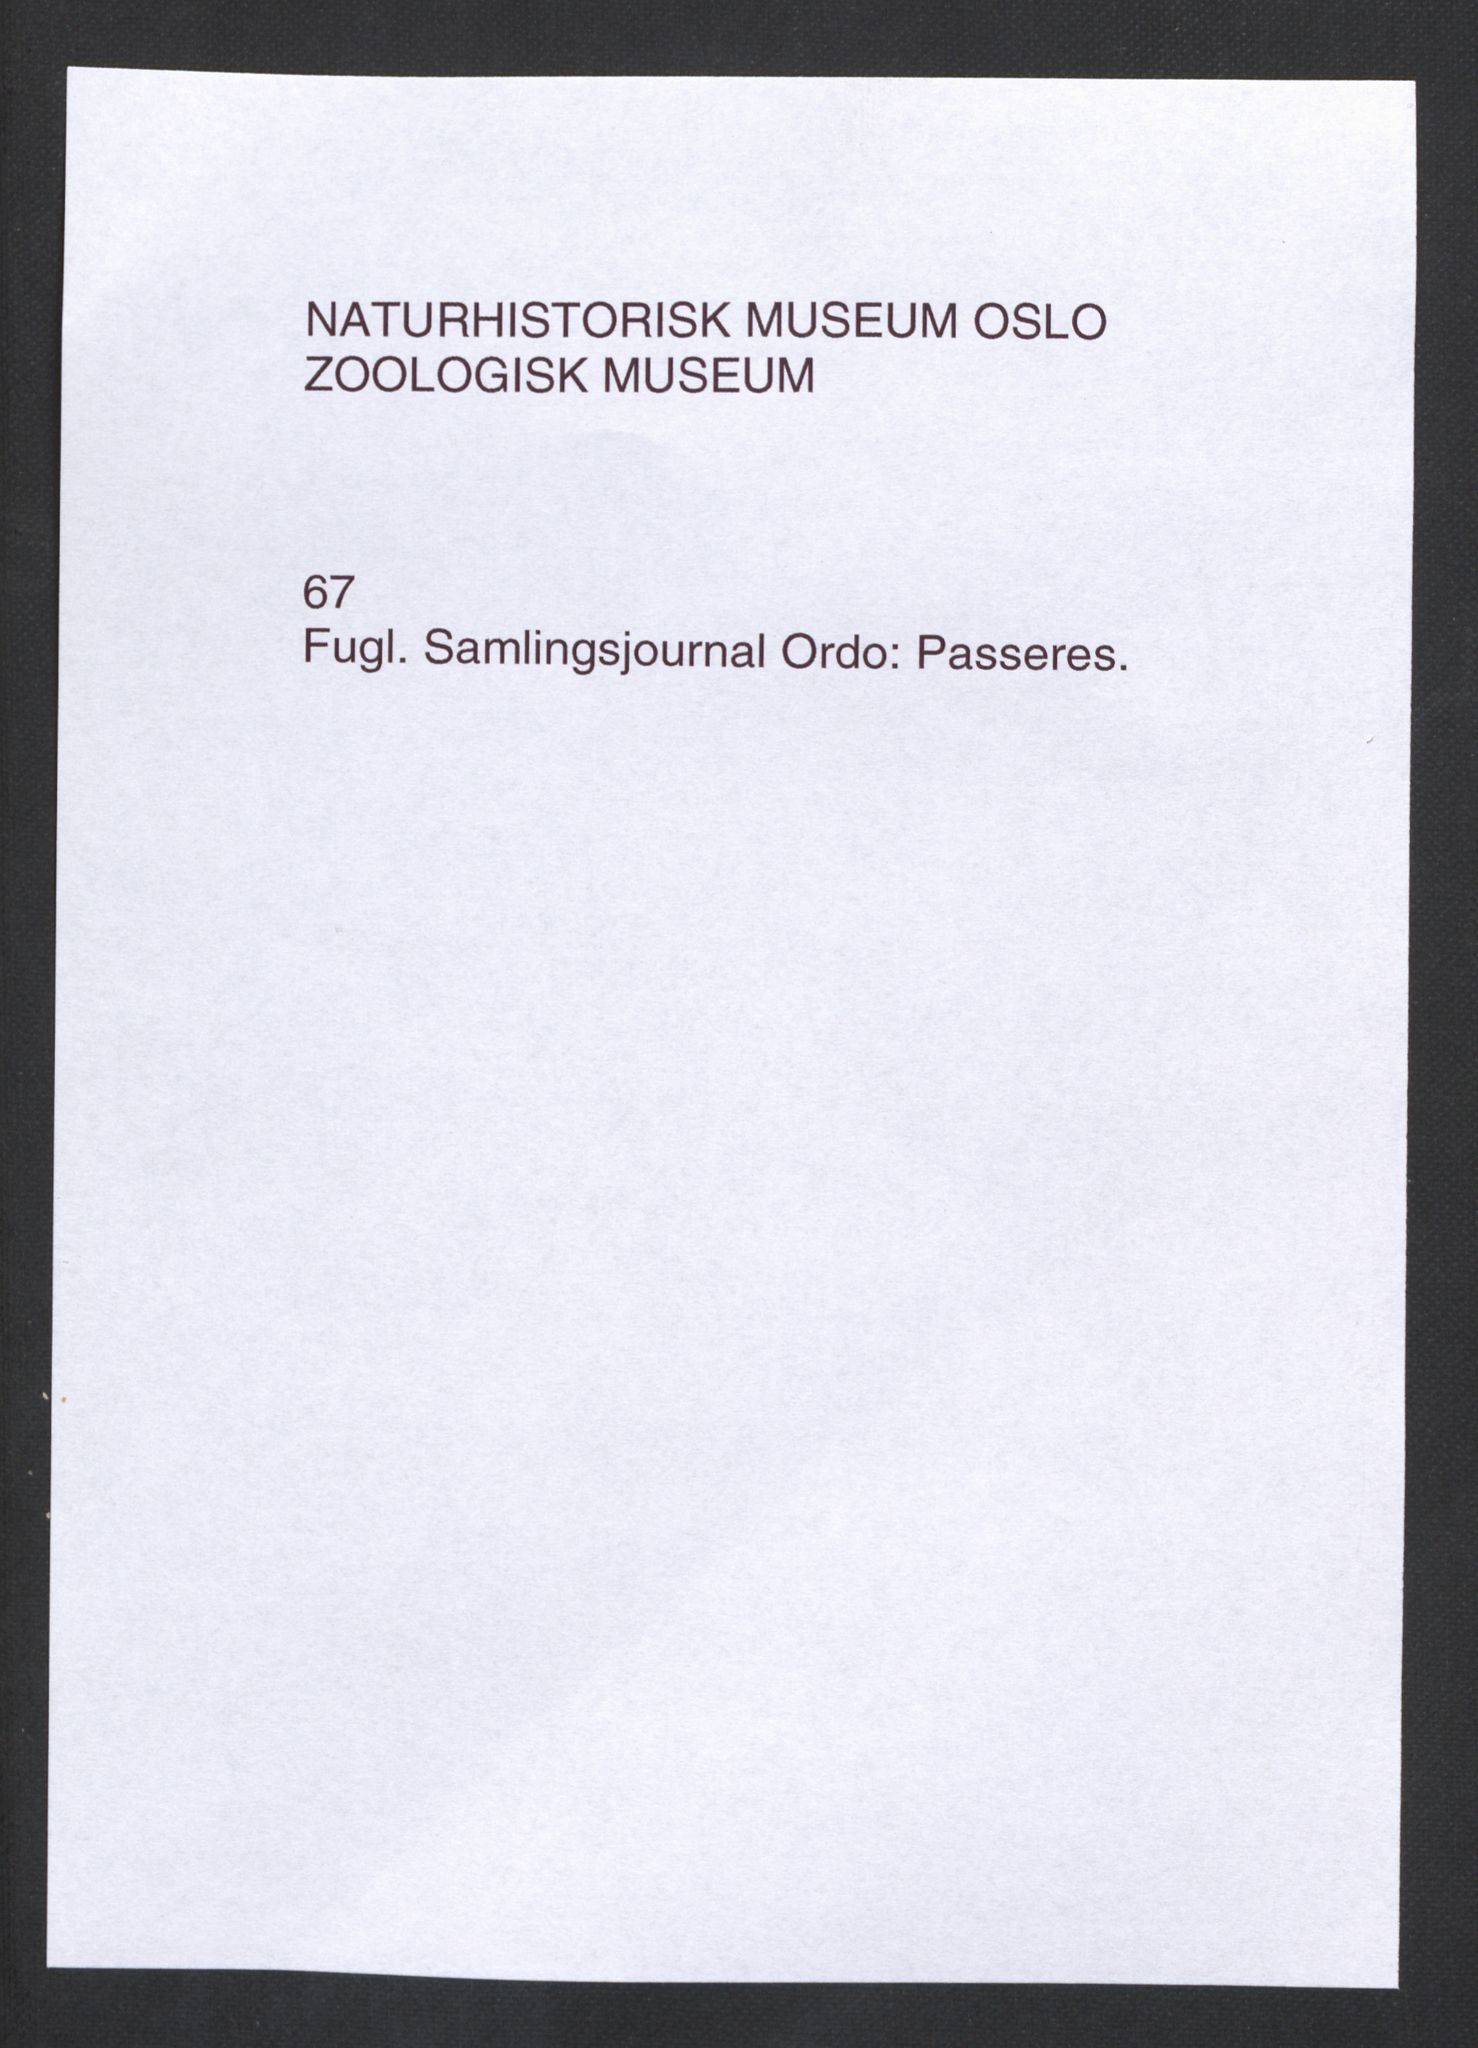 NATURHISTORISK MUSEUM OSLO
ZOOLOGISK MUSEUM
67
Fugl. Samlingsjournal Ordo: Passeres.